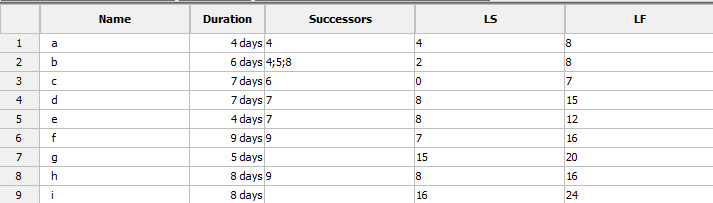 Name Duration Successors LS LF
1 a 4 days 4 4 8
2 b 6 days 4;5;8 2 8
3 c 7 days 6 0 7
4 d 7 days 7 8 15
5 e 4 days 7 8 12
6 f 9 days 9 7 16
7 g 5 days 15 20
8 h 8 days 9 8 16
9 i 8 days 16 24